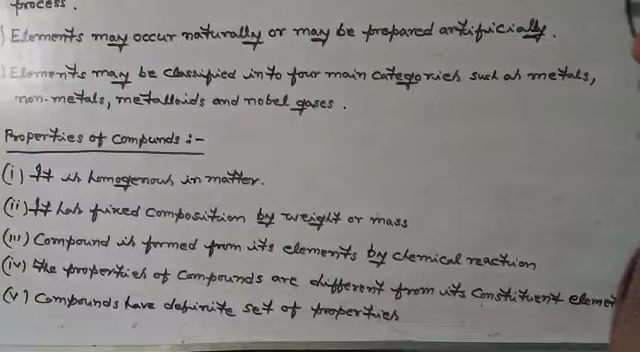 process.
) Elements may occur naturally or may be prepared artificially.
) Elements may be classified in to four main categories such as metals,
non-metals, metalloids and nobel gases.
Properties of compunds :-
(i) It is homogenous in matter.
(ii) It has fixed composition by weight or mass
(iii) Compound is formed from its elements by chemical reaction
(iv) the properties of compounds are different from its constituent elemen
(v) Compounds have definite set of properties